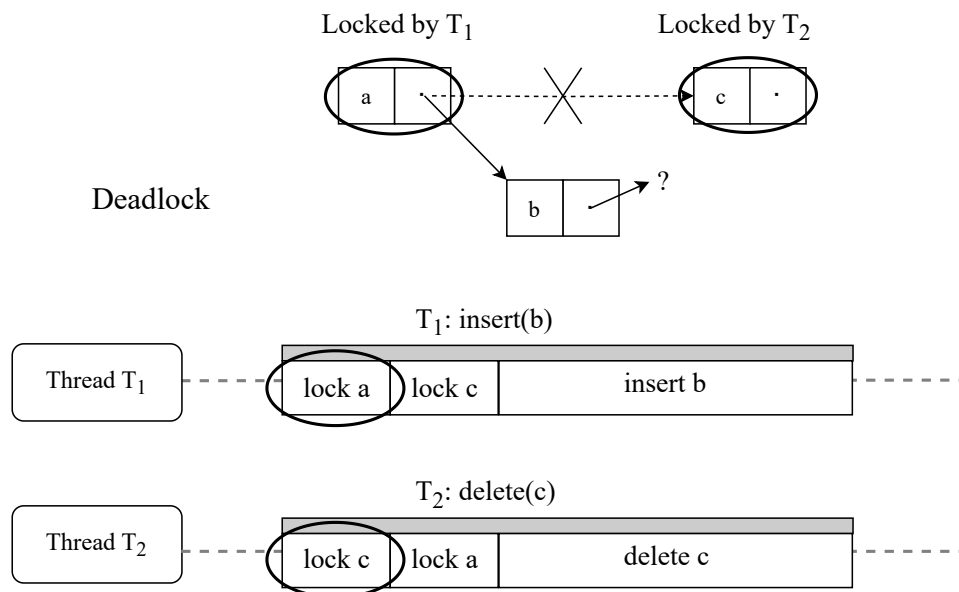 Locked by T1
Locked by T2
a
c
b
?
Deadlock
T1: insert(b)
Thread T1
lock a
lock c
insert b
T2: delete(c)
Thread T2
lock c
lock a
delete c